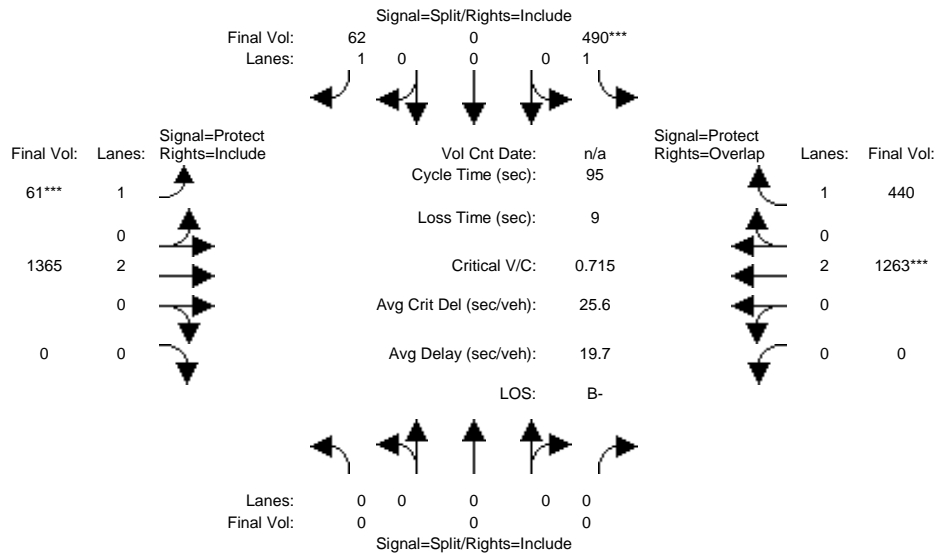 Signal=Split/Rights=Include
Final Vol: 62 0 490***
Lanes: 1 0 0 0 1
Signal=Protect
Final Vol: Lanes: Rights=Include
Vol Cnt Date: n/a
Signal=Protect
Rights=Overlap Lanes: Final Vol:
Cycle Time (sec): 95
61*** 1
1 440
Loss Time (sec): 9
0
0
1365 2
Critical V/C: 0.715
2 1263***
0
Avg Crit Del (sec/veh): 25.6
0
0 0
Avg Delay (sec/veh): 19.7
0 0
LOS: B-
Lanes: 0 0 0 0 0
Final Vol: 0 0 0
Signal=Split/Rights=Include